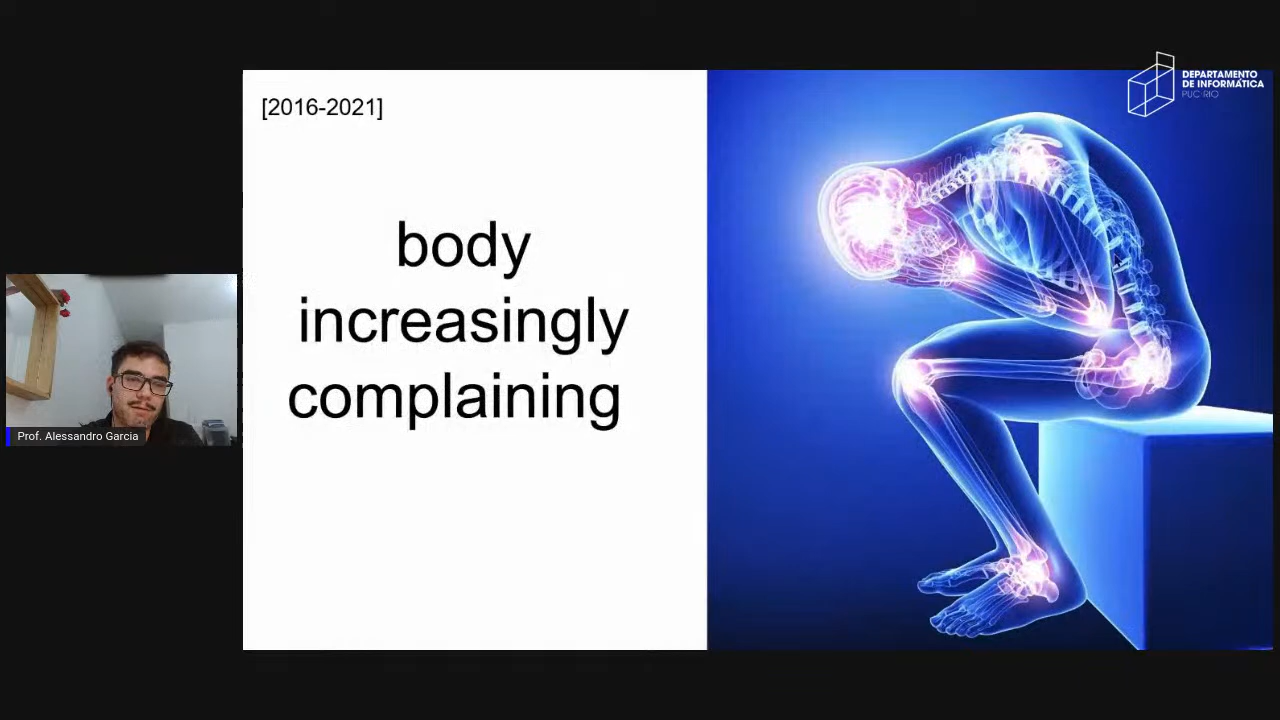 [2016-2021]
body
increasingly
complaining
DEPARTAMENTO
DE INFORMÁTICA
PUC-RIO
Prof. Alessandro Garcia